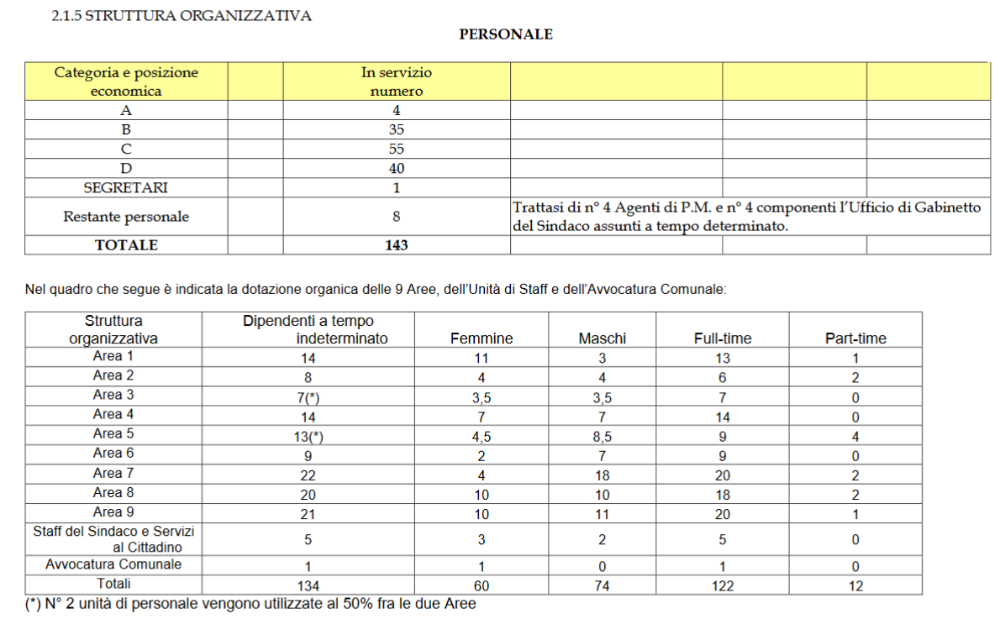 2.1.5 STRUTTURA ORGANIZZATIVA
PERSONALE
Categoria e posizione economica In servizio numero
A 4
B 35
C 55
D 40
SEGRETARI 1
Restante personale 8 Trattasi di n° 4 Agenti di P.M. e n° 4 componenti l'Ufficio di Gabinetto del Sindaco assunti a tempo determinato.
TOTALE 143
Nel quadro che segue è indicata la dotazione organica delle 9 Aree, dell'Unità di Staff e dell'Avvocatura Comunale:
Struttura organizzativa Dipendenti a tempo indeterminato Femmine Maschi Full-time Part-time
Area 1 14 11 3 13 1
Area 2 8 4 4 6 2
Area 3 7(*) 3,5 3,5 7 0
Area 4 14 7 7 14 0
Area 5 13(*) 4,5 8,5 9 4
Area 6 9 2 7 9 0
Area 7 22 4 18 20 2
Area 8 20 10 10 18 2
Area 9 21 10 11 20 1
Staff del Sindaco e Servizi al Cittadino 5 3 2 5 0
Avvocatura Comunale 1 1 0 1 0
Totali 134 60 74 122 12
(*) N° 2 unità di personale vengono utilizzate al 50% fra le due Aree